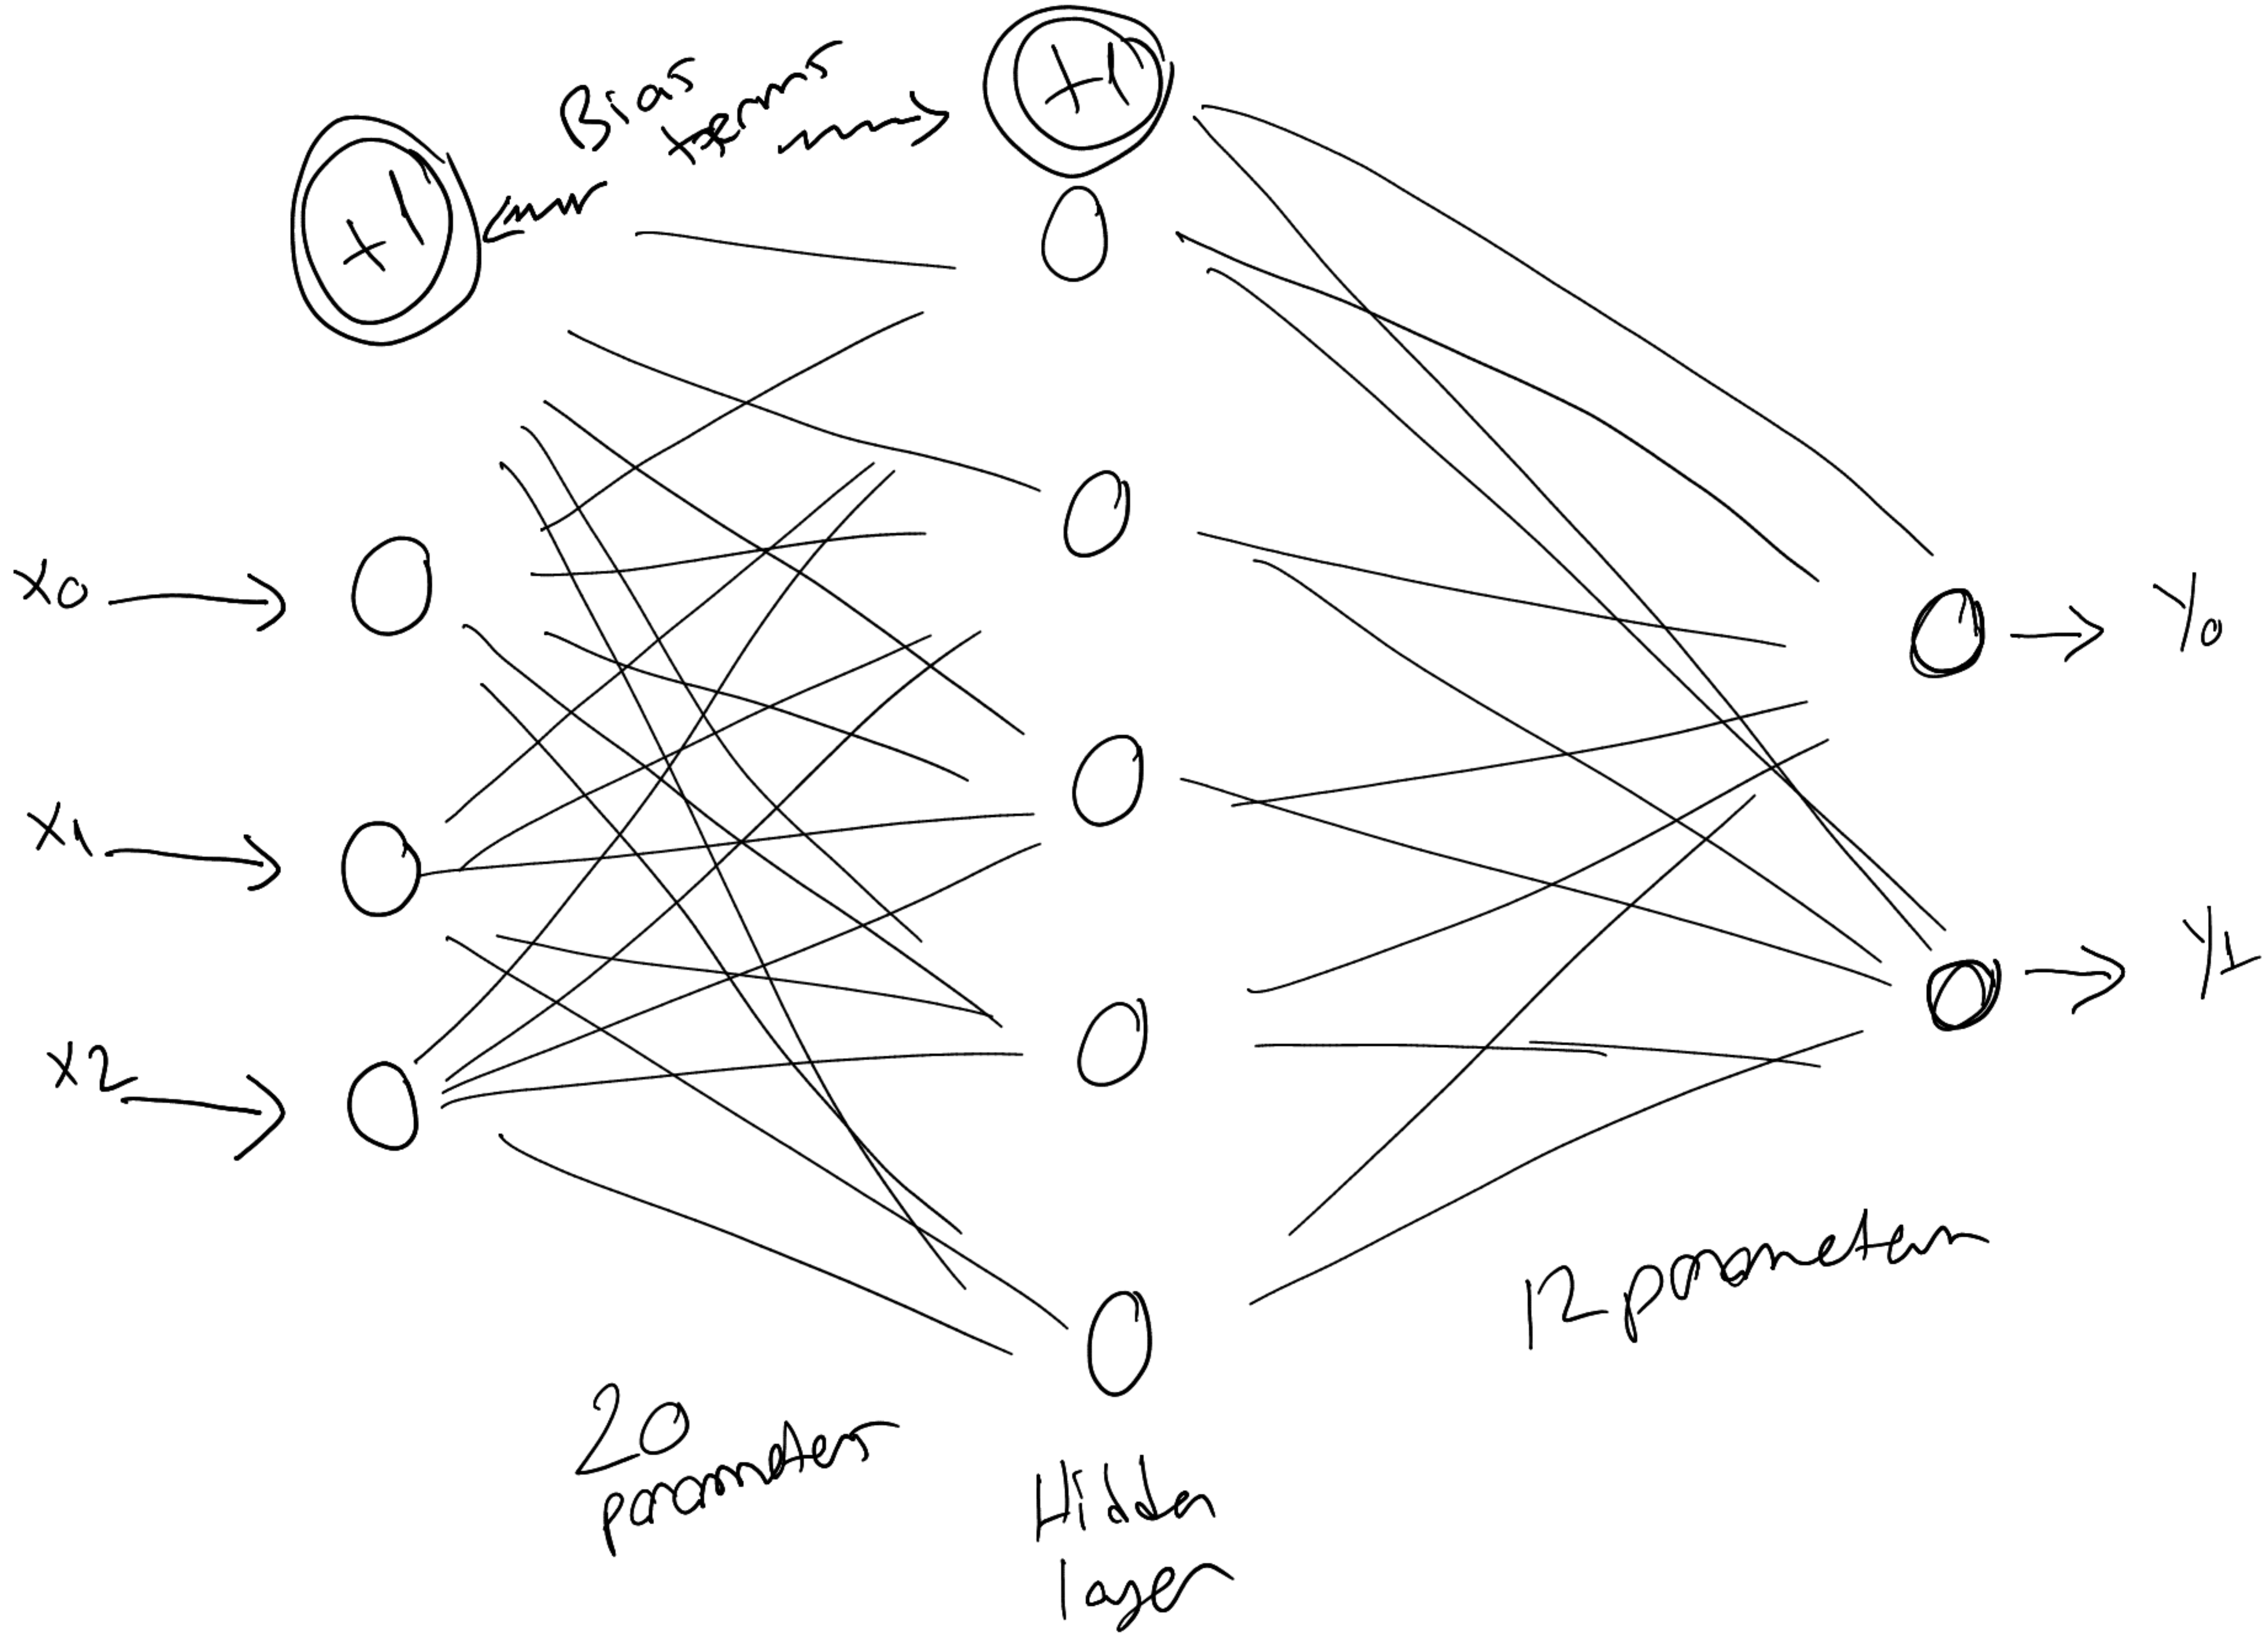 Bias
terms
+1
+1
x0
x1
x2
Y0
Y1
20
parameters
12 parameters
Hidden
layer